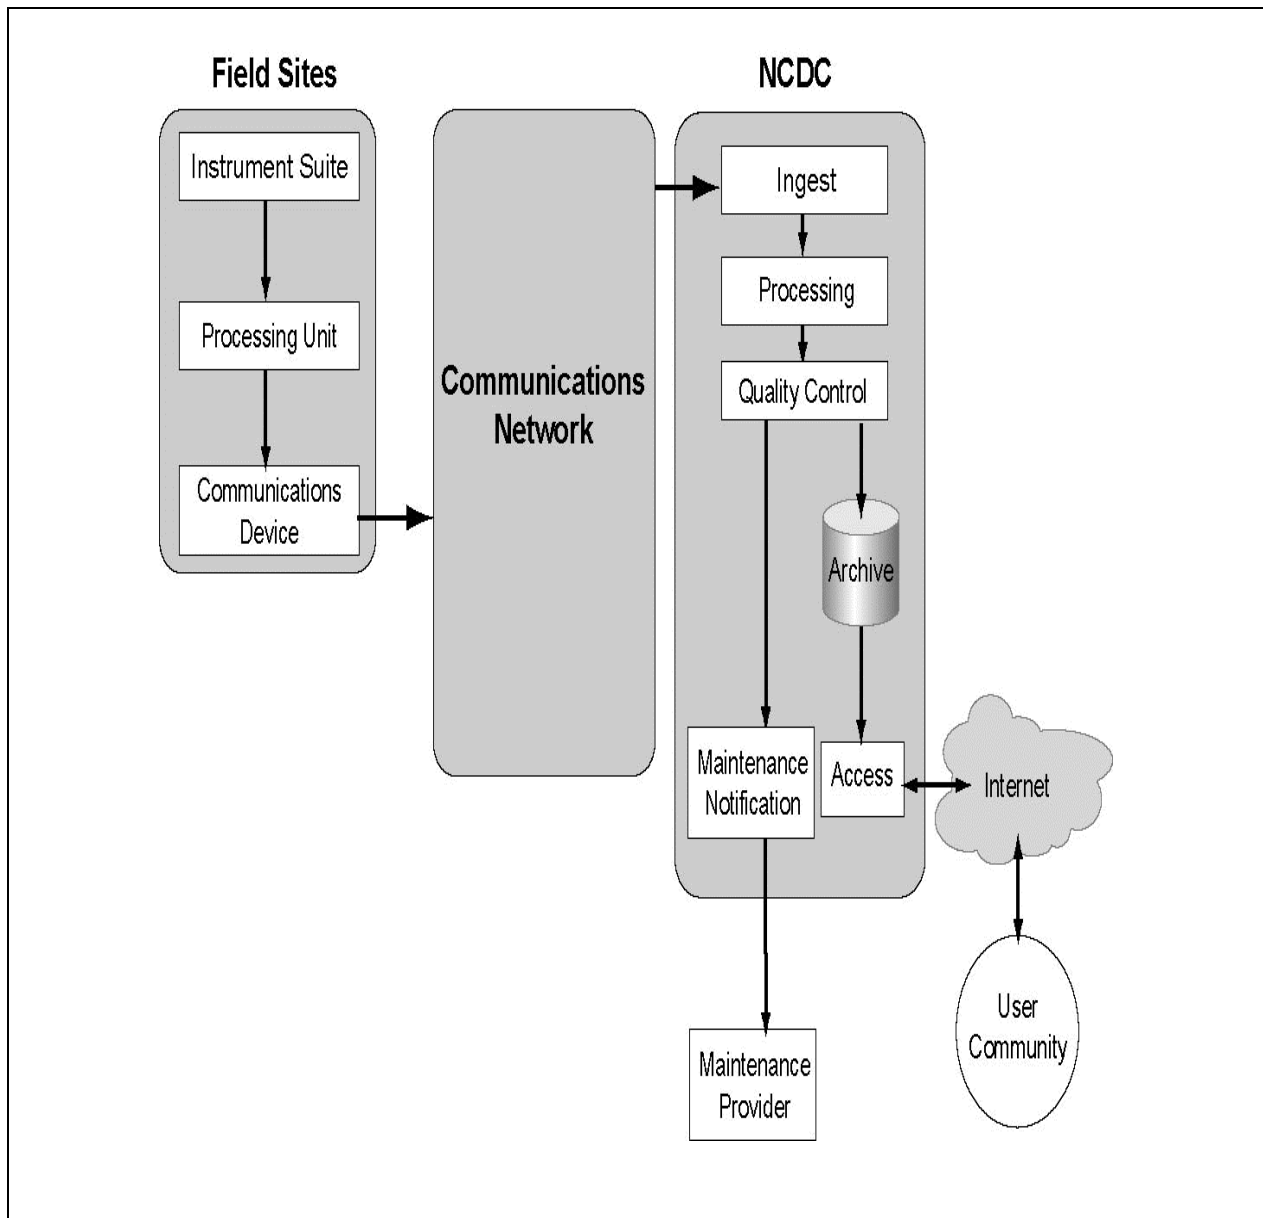 Field Sites
Instrument Suite
Processing Unit
Communications
Device
Communications
Network
NCDC
Ingest
Processing
Quality Control
Archive
Maintenance
Notification
Access
Internet
Maintenance
Provider
User
Community